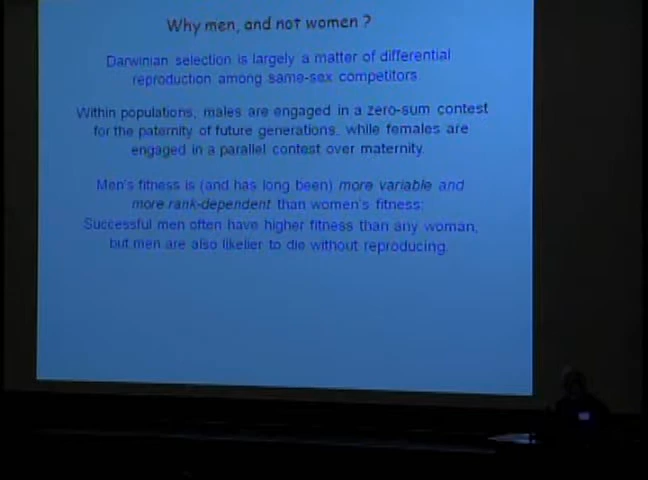 Why men, and not women ?
Darwinian selection is largely a matter of differential
reproduction among same-sex competitors
Within populations, males are engaged in a zero-sum contest
for the paternity of future generations, while females are
engaged in a parallel contest over maternity.
Men's fitness is (and has long been) more variable and
more rank-dependent than women's fitness:
Successful men often have higher fitness than any woman,
but men are also likelier to die without reproducing.